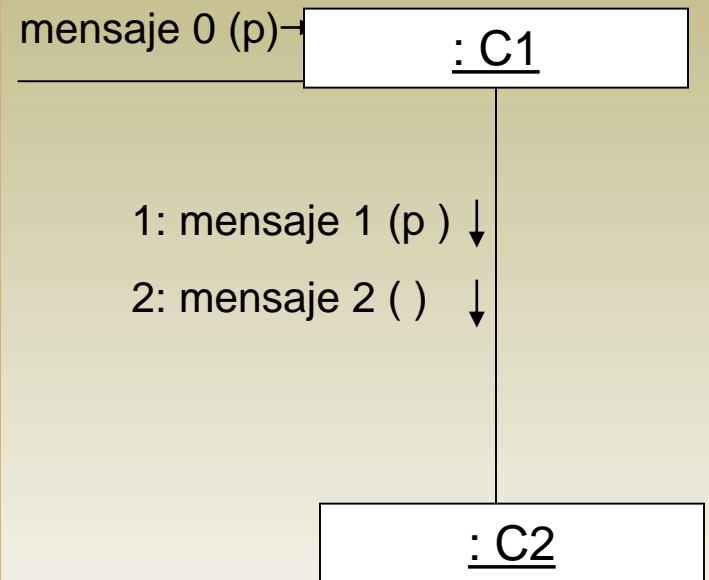 mensaje 0 (p)
: C1
1: mensaje 1 (p )
2: mensaje 2 ( )
: C2